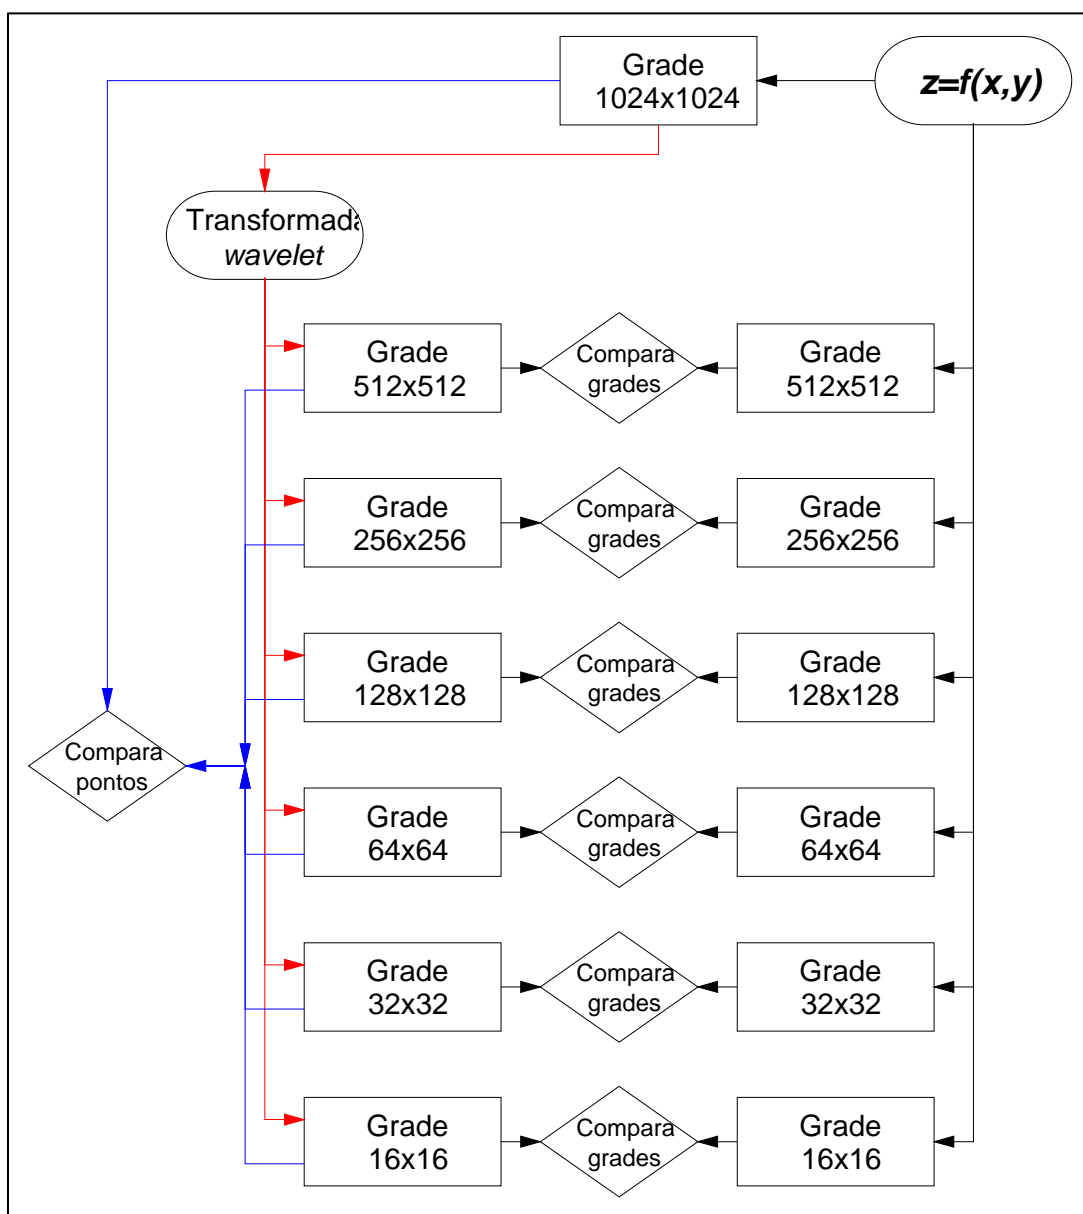 Grade
1024x1024
z=f(x,y)
Transformada
wavelet
Grade
512x512
Compara
grades
Grade
512x512
Grade
256x256
Compara
grades
Grade
256x256
Grade
128x128
Compara
grades
Grade
128x128
Compara
pontos
Grade
64x64
Compara
grades
Grade
64x64
Grade
32x32
Compara
grades
Grade
32x32
Grade
16x16
Compara
grades
Grade
16x16